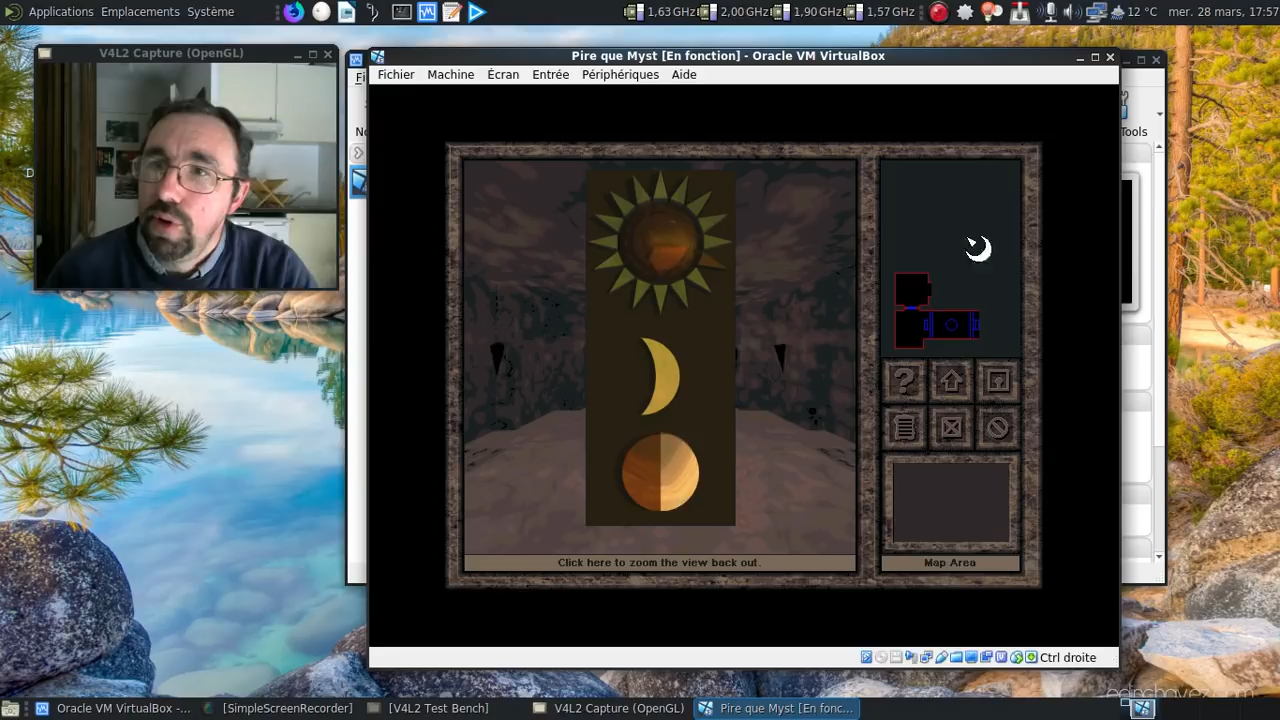 Applications Emplacements Système
1,63 GHz 2,00 GHz 1,90 GHz 1,57 GHz
12 °C mer. 28 mars, 17:57
V4L2 Capture (OpenGL)
Pire que Myst [En fonction] - Oracle VM VirtualBox
Fichier Machine Écran Entrée Périphériques Aide
Tools
Click here to zoom the view back out.
Map Area
Ctrl droite
Oracle VM VirtualBox -... [SimpleScreenRecorder] [V4L2 Test Bench] V4L2 Capture (OpenGL) Pire que Myst [En fonc...